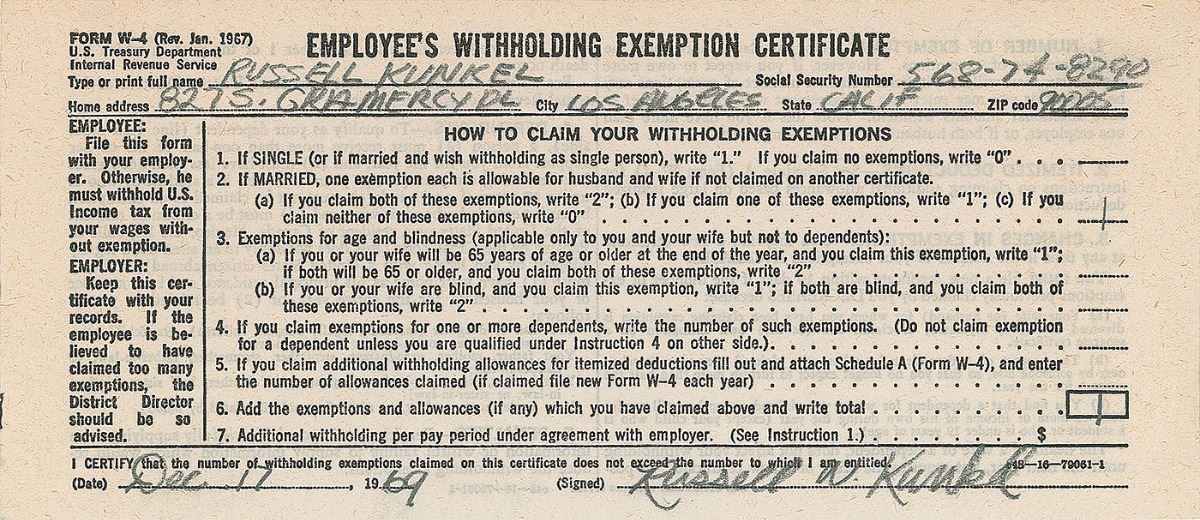 FORM W-4 (Rev. Jan. 1967)
U.S. Treasury Department
Internal Revenue Service
EMPLOYEE'S WITHHOLDING EXEMPTION CERTIFICATE
Type or print full name RUSSELL KUNKEL Social Security Number 568-74-8290
Home address 827 S. GRAMERCY DR City LOS ANGELES State CALIF ZIP code 90005
EMPLOYEE:
File this form
with your employ-
er. Otherwise, he
must withhold U.S.
Income tax from
your wages with-
out exemption.
EMPLOYER:
Keep this cer-
tificate with your
records. If the
employee is be-
lieved to have
claimed too many
exemptions, the
District Director
should be so
advised.
HOW TO CLAIM YOUR WITHHOLDING EXEMPTIONS
1. If SINGLE (or if married and wish withholding as single person), write "1." If you claim no exemptions, write "0" . . . .
2. If MARRIED, one exemption each is allowable for husband and wife if not claimed on another certificate.
(a) If you claim both of these exemptions, write "2"; (b) If you claim one of these exemptions, write "1"; (c) If you
claim neither of these exemptions, write "0" . . . . 1
3. Exemptions for age and blindness (applicable only to you and your wife but not to dependents):
(a) If you or your wife will be 65 years of age or older at the end of the year, and you claim this exemption, write "1";
if both will be 65 or older, and you claim both of these exemptions, write "2" . . . .
(b) If you or your wife are blind, and you claim this exemption, write "1"; if both are blind, and you claim both of
these exemptions, write "2" . . . .
4. If you claim exemptions for one or more dependents, write the number of such exemptions. (Do not claim exemption
for a dependent unless you are qualified under Instruction 4 on other side.) . . . .
5. If you claim additional withholding allowances for itemized deductions fill out and attach Schedule A (Form W-4), and enter
the number of allowances claimed (if claimed file new Form W-4 each year) . . . .
6. Add the exemptions and allowances (if any) which you have claimed above and write total . . . . 1
7. Additional withholding per pay period under agreement with employer. (See Instruction 1.) . . . . $
I CERTIFY that the number of withholding exemptions claimed on this certificate does not exceed the number to which I am entitled. c48-16-79061-1
(Date) Dec 11, 1969 (Signed) Russell W. Kunkel